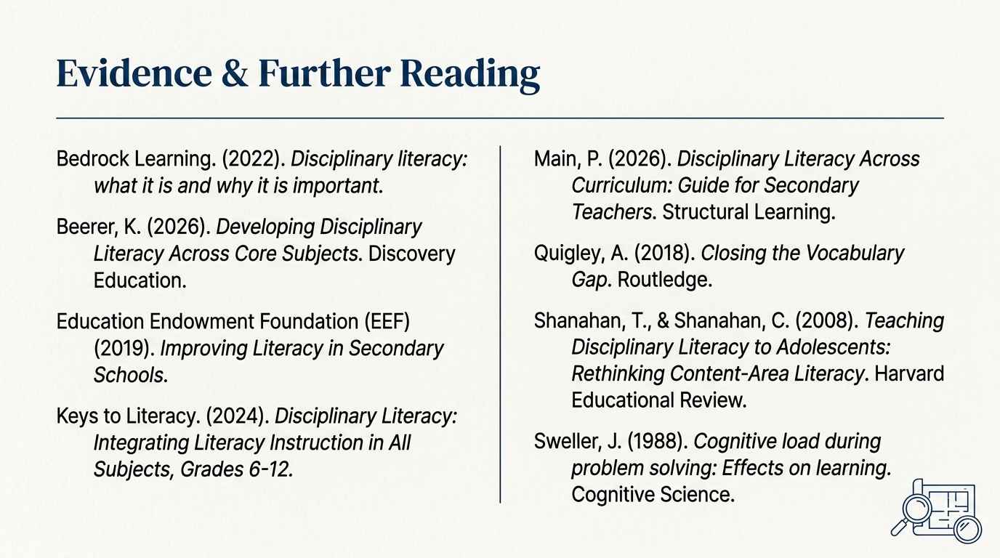 Evidence & Further Reading
Bedrock Learning. (2022). Disciplinary literacy:
what it is and why it is important.
Beerer, K. (2026). Developing Disciplinary
Literacy Across Core Subjects. Discovery
Education.
Education Endowment Foundation (EEF)
(2019). Improving Literacy in Secondary
Schools.
Keys to Literacy. (2024). Disciplinary Literacy:
Integrating Literacy Instruction in All
Subjects, Grades 6-12.
Main, P. (2026). Disciplinary Literacy Across
Curriculum: Guide for Secondary
Teachers. Structural Learning.
Quigley, A. (2018). Closing the Vocabulary
Gap. Routledge.
Shanahan, T., & Shanahan, C. (2008). Teaching
Disciplinary Literacy to Adolescents:
Rethinking Content-Area Literacy. Harvard
Educational Review.
Sweller, J. (1988). Cognitive load during
problem solving: Effects on learning.
Cognitive Science.